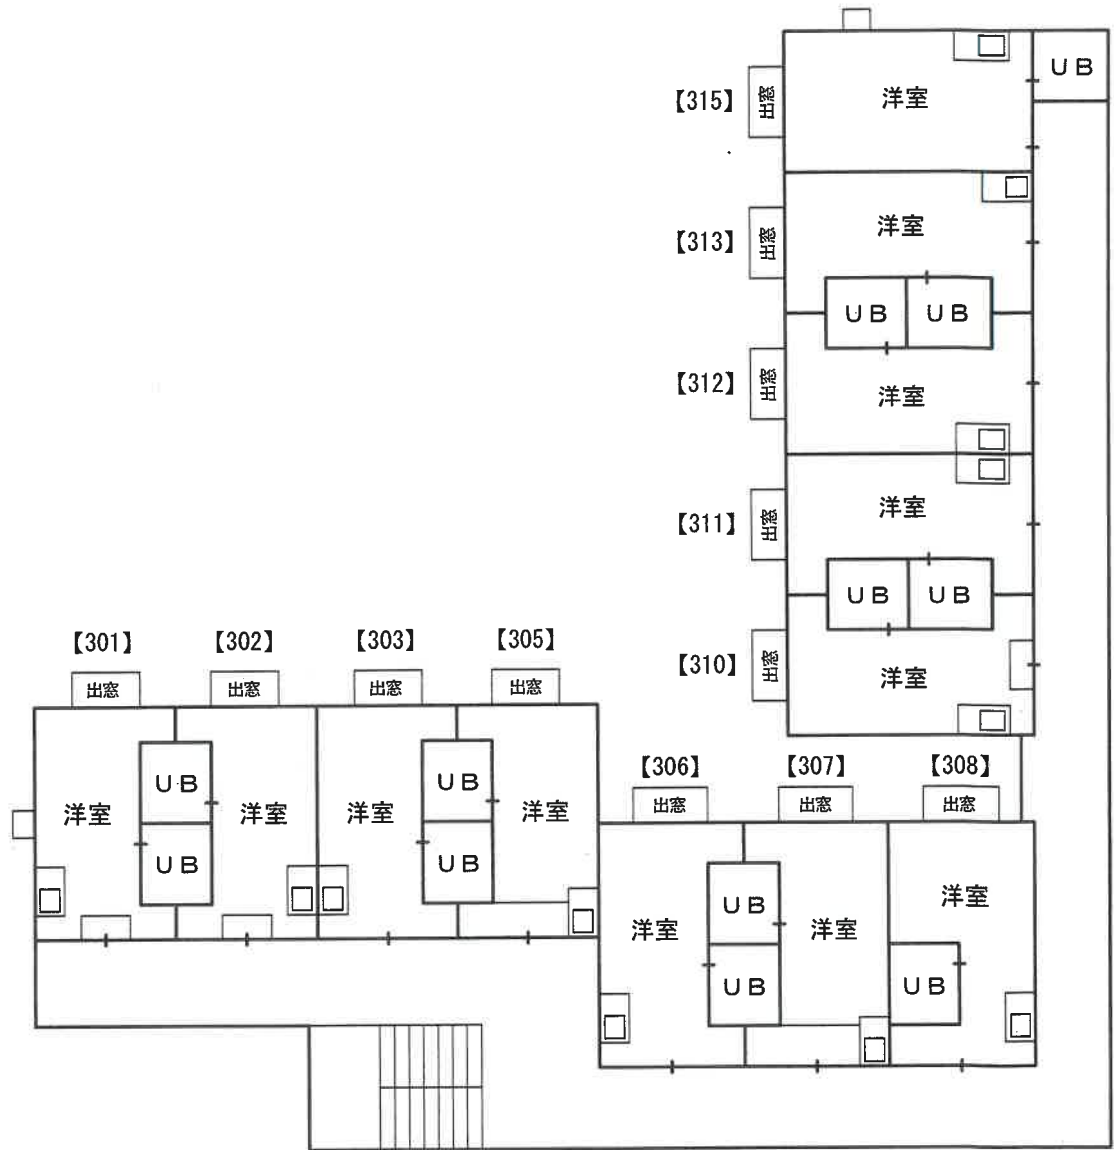 UB
【315】 出窓 洋室
【313】 出窓 洋室
UB UB
【312】 出窓 洋室
【311】 出窓 洋室
UB UB
【310】 出窓 洋室
【301】 【302】 【303】 【305】
出窓 出窓 出窓 出窓
UB UB
洋室 洋室 洋室 洋室
UB UB
【306】 【307】 【308】
出窓 出窓 出窓
洋室
UB
洋室 洋室
UB UB